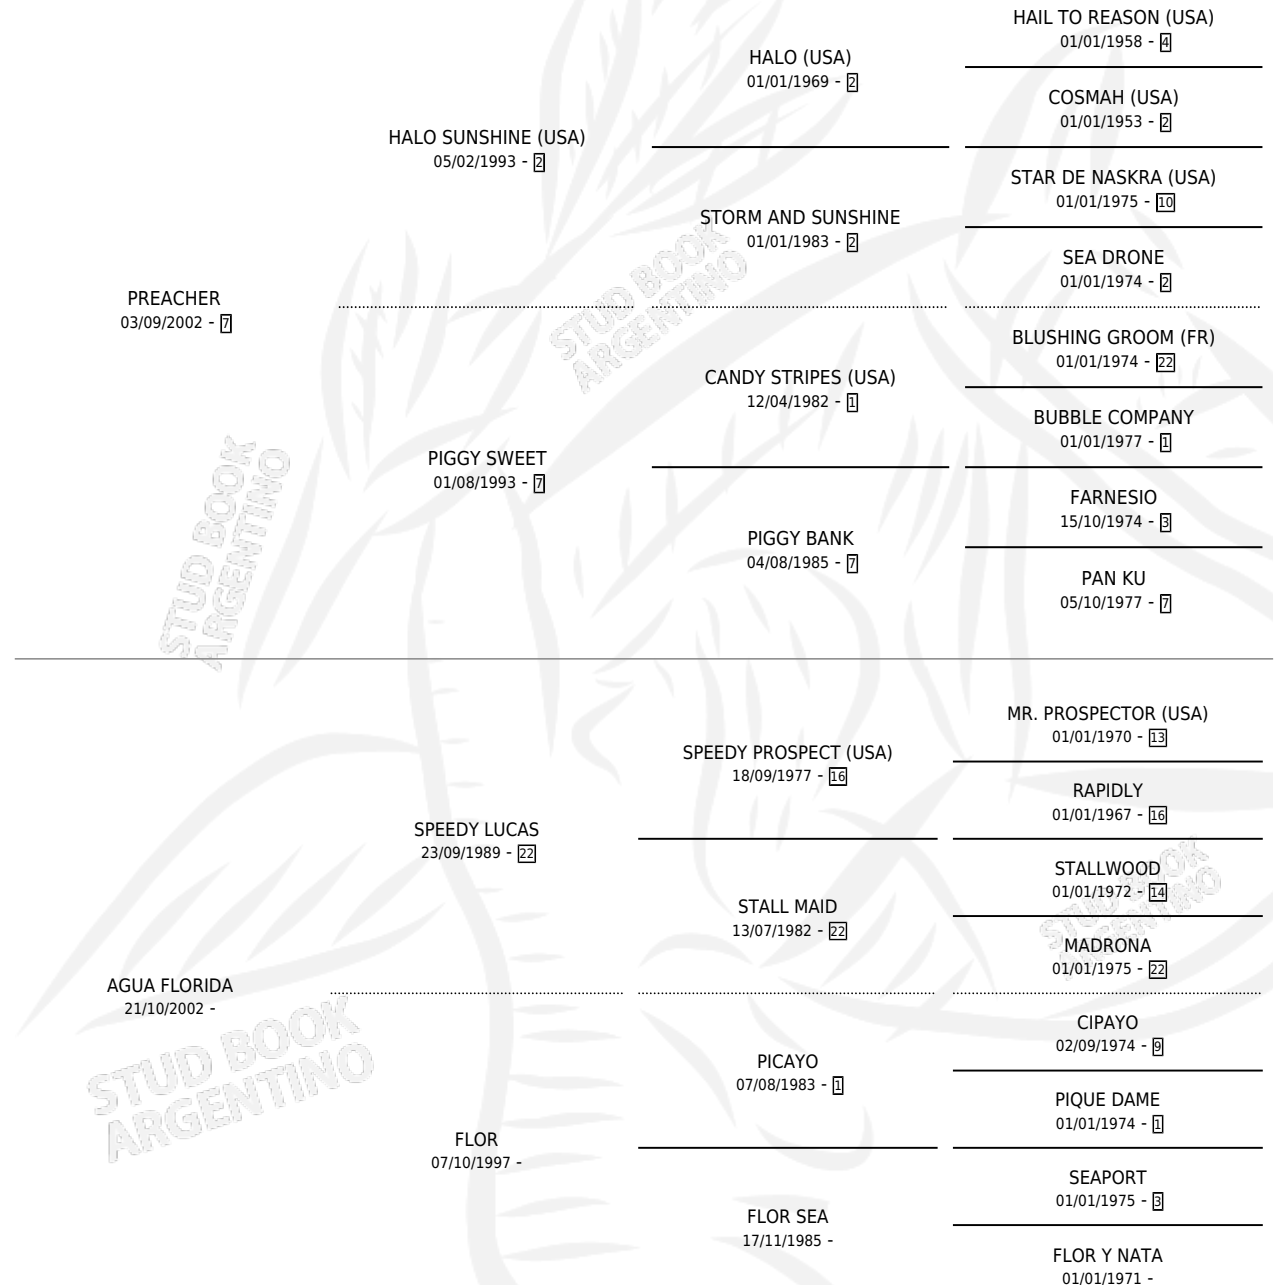 HAIL TO REASON (USA)
01/01/1958 - 4
HALO (USA)
01/01/1969 - 2
COSMAH (USA)
01/01/1953 - 2
HALO SUNSHINE (USA)
05/02/1993 - 2
STAR DE NASKRA (USA)
01/01/1975 - 10
STORM AND SUNSHINE
01/01/1983 - 2
SEA DRONE
01/01/1974 - 2
PREACHER
03/09/2002 - 7
BLUSHING GROOM (FR)
01/01/1974 - 22
CANDY STRIPES (USA)
12/04/1982 - 1
BUBBLE COMPANY
01/01/1977 - 1
PIGGY SWEET
01/08/1993 - 7
FARNESIO
15/10/1974 - 3
PIGGY BANK
04/08/1985 - 7
PAN KU
05/10/1977 - 7
MR. PROSPECTOR (USA)
01/01/1970 - 13
SPEEDY PROSPECT (USA)
18/09/1977 - 16
RAPIDLY
01/01/1967 - 16
SPEEDY LUCAS
23/09/1989 - 22
STALLWOOD
01/01/1972 - 14
STALL MAID
13/07/1982 - 22
MADRONA
01/01/1975 - 22
AGUA FLORIDA
21/10/2002 -
CIPAYO
02/09/1974 - 9
PICAYO
07/08/1983 - 1
PIQUE DAME
01/01/1974 - 1
FLOR
07/10/1997 -
SEAPORT
01/01/1975 - 3
FLOR SEA
17/11/1985 -
FLOR Y NATA
01/01/1971 -
STUD BOOK
ARGENTINO
STUD BOOK
ARGENTINO
STUD BOOK
ARGENTINO
STUD BOOK
ARGENTINO